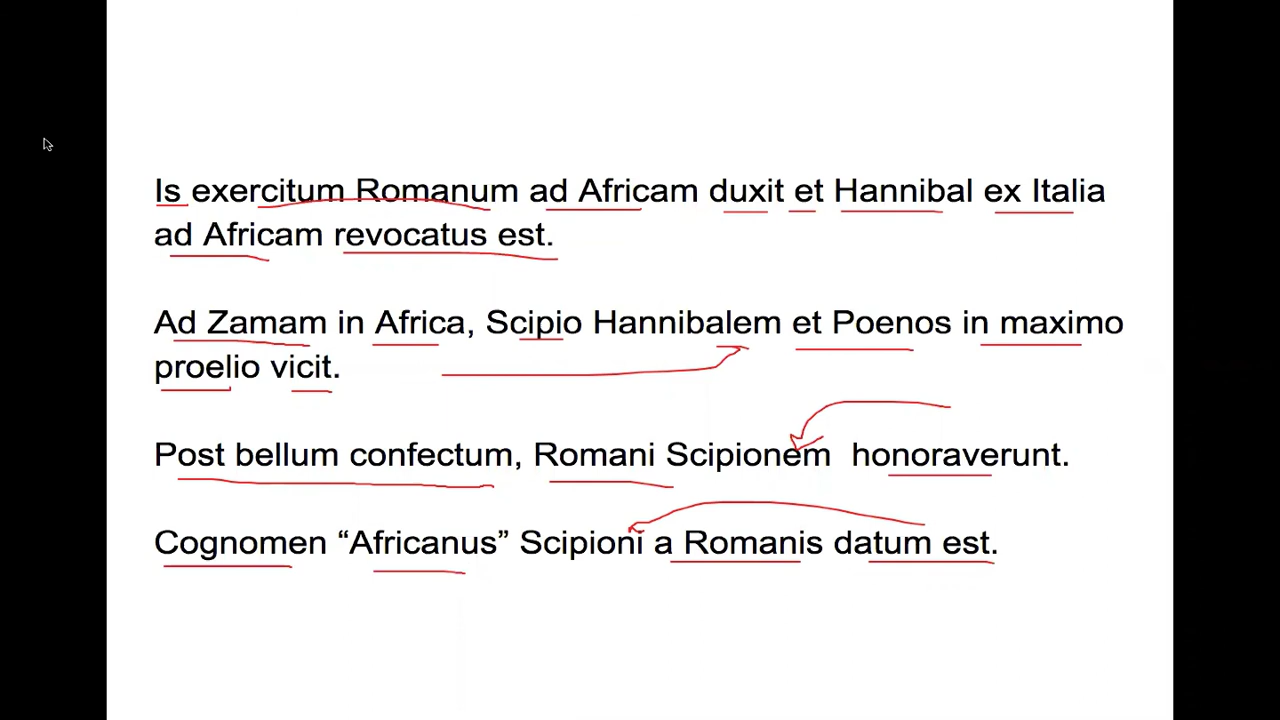 Is exercitum Romanum ad Africam duxit et Hannibal ex Italia
ad Africam revocatus est.
Ad Zamam in Africa, Scipio Hannibalem et Poenos in maximo
proelio vicit.
Post bellum confectum, Romani Scipionem honoraverunt.
Cognomen “Africanus” Scipioni a Romanis datum est.